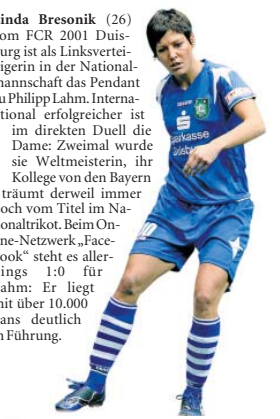 inda Bresonik (26)
om FCR 2001 Duis-
urg ist als Linksvertei-
igerin in der National-
mannschaft das Pendant
u Philipp Lahm. Interna-
tional erfolgreicher ist
im direkten Duell die
Dame: Zweimal wurde
sie Weltmeisterin, ihr
Kollege von den Bayern
träumt derweil immer
och vom Titel im Na-
onaltrikot. Beim On-
ne-Netzwerk „Face-
ook“ steht es aller-
ings 1:0 für
ahm: Er liegt
mit über 10.000
ans deutlich
n Führung.
parkasse